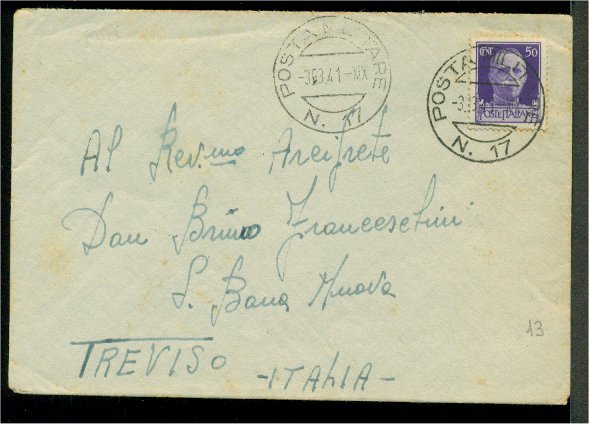 POSTA MILITARE
-3.3.41-XIX
N. 17
POSTA MILITARE
N. 17
CENT 50
POSTE ITALIANE
Al Rev.mo Arciprete
Don Bruno Franceschini
S. Bona Nuova
TREVISO
-ITALIA-
13